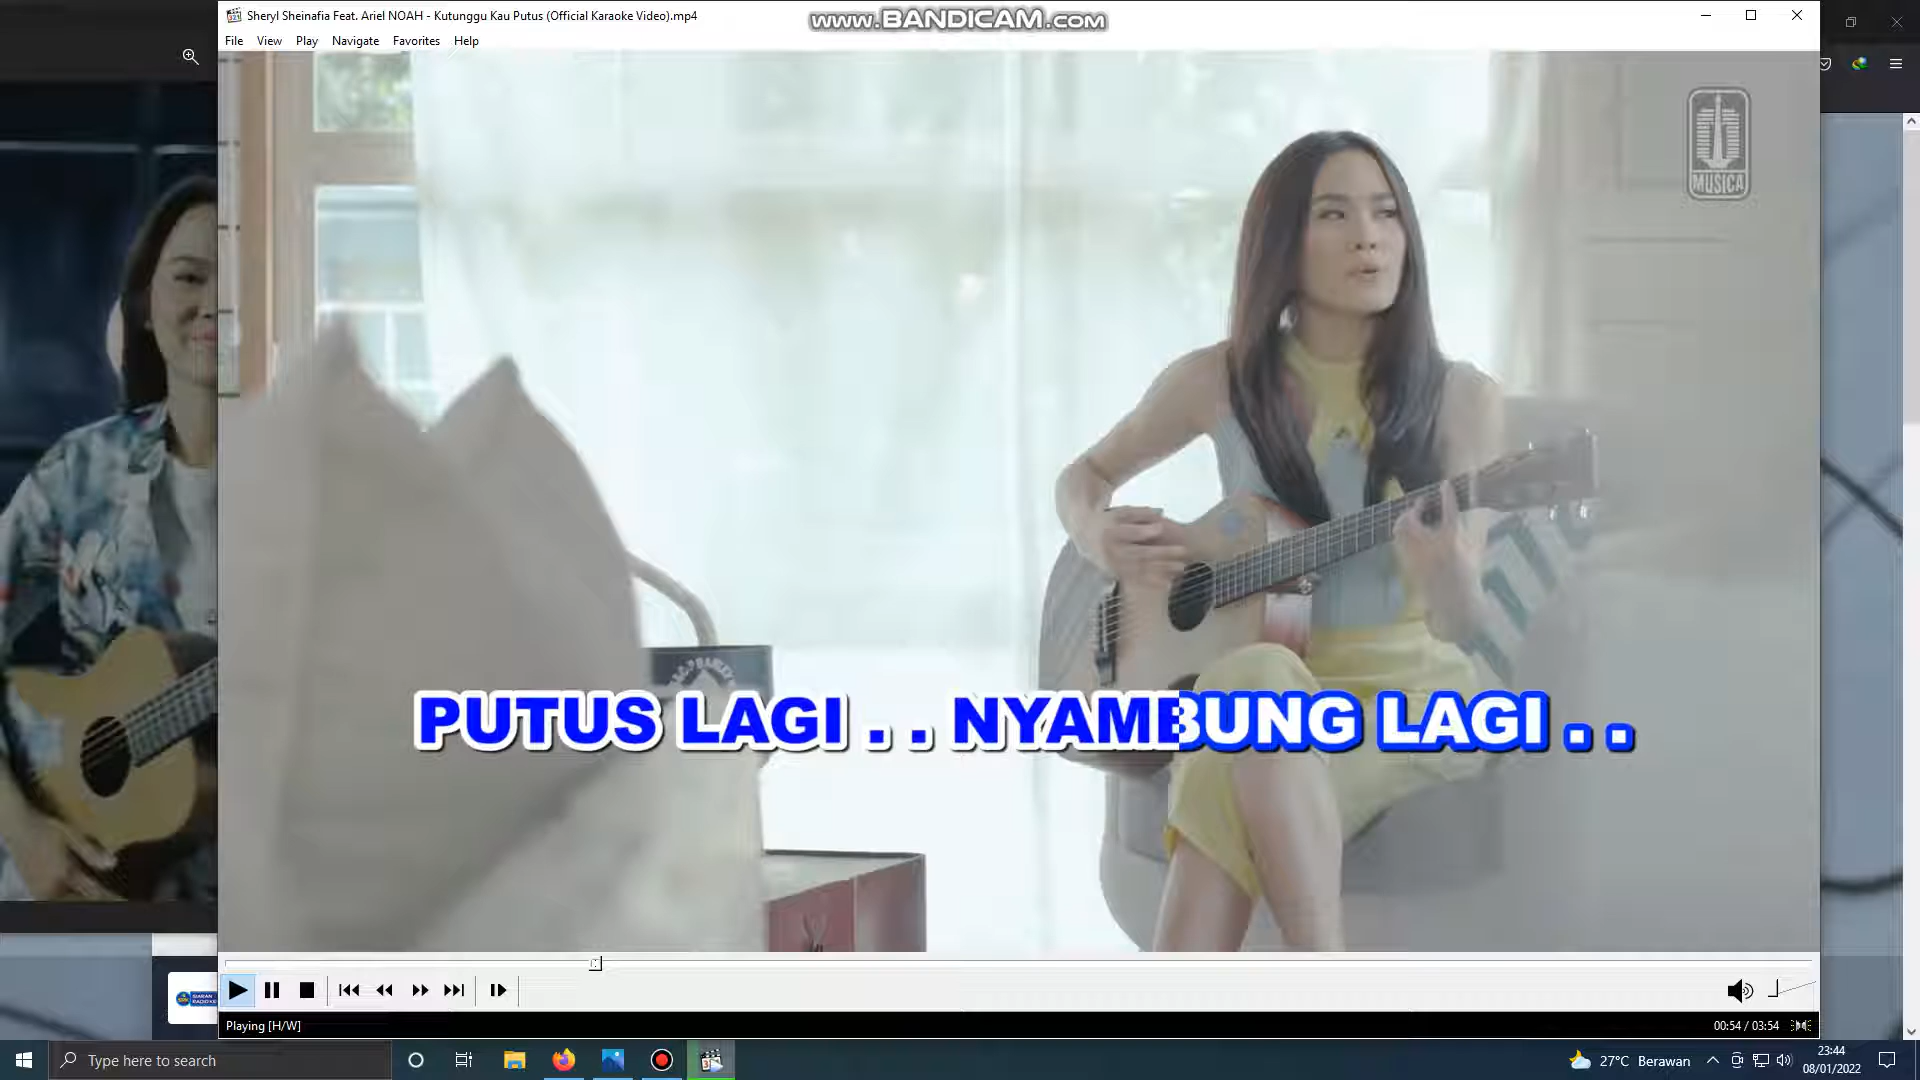 Sheryl Sheinafia Feat. Ariel NOAH - Kutunggu Kau Putus (Official Karaoke Video).mp4
www.BANDICAM.com
File View Play Navigate Favorites Help
MUSICA
PUTUS LAGI . . NYAMBUNG LAGI . .
Playing [H/W]
00:54 / 03:54
Type here to search
27°C Berawan
23:44
08/01/2022